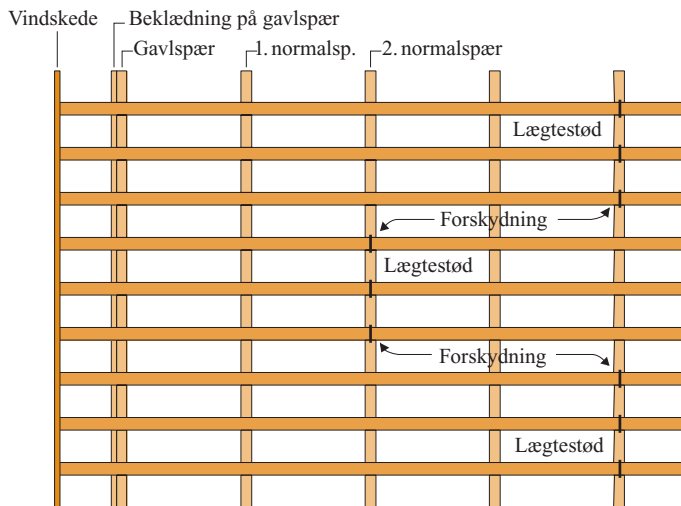 Vindskede
Beklædning på gavlspær
Gavlspær
1. normalsp.
2. normalspær
Lægtestød
Forskydning
Lægtestød
Forskydning
Lægtestød